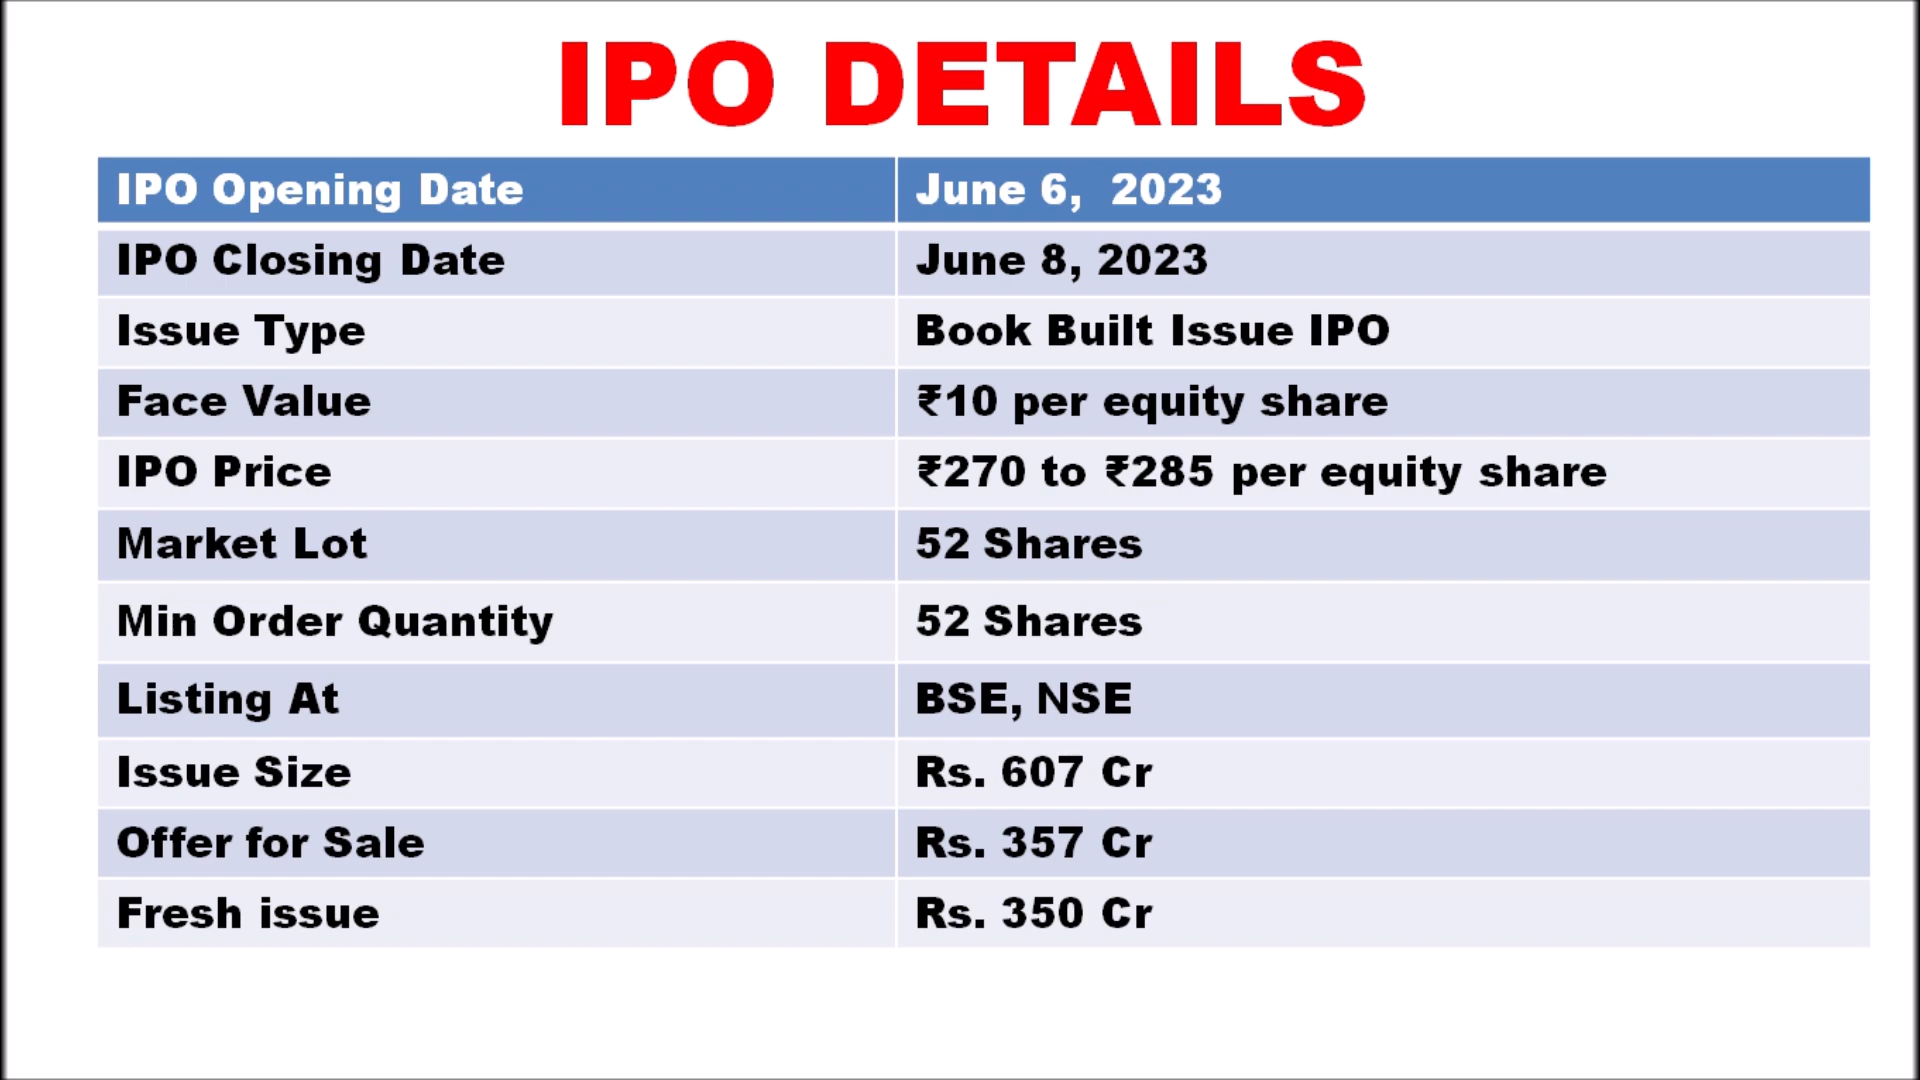 IPO DETAILS
IPO Opening Date June 6, 2023
IPO Closing Date June 8, 2023
Issue Type Book Built Issue IPO
Face Value ₹10 per equity share
IPO Price ₹270 to ₹285 per equity share
Market Lot 52 Shares
Min Order Quantity 52 Shares
Listing At BSE, NSE
Issue Size Rs. 607 Cr
Offer for Sale Rs. 357 Cr
Fresh issue Rs. 350 Cr